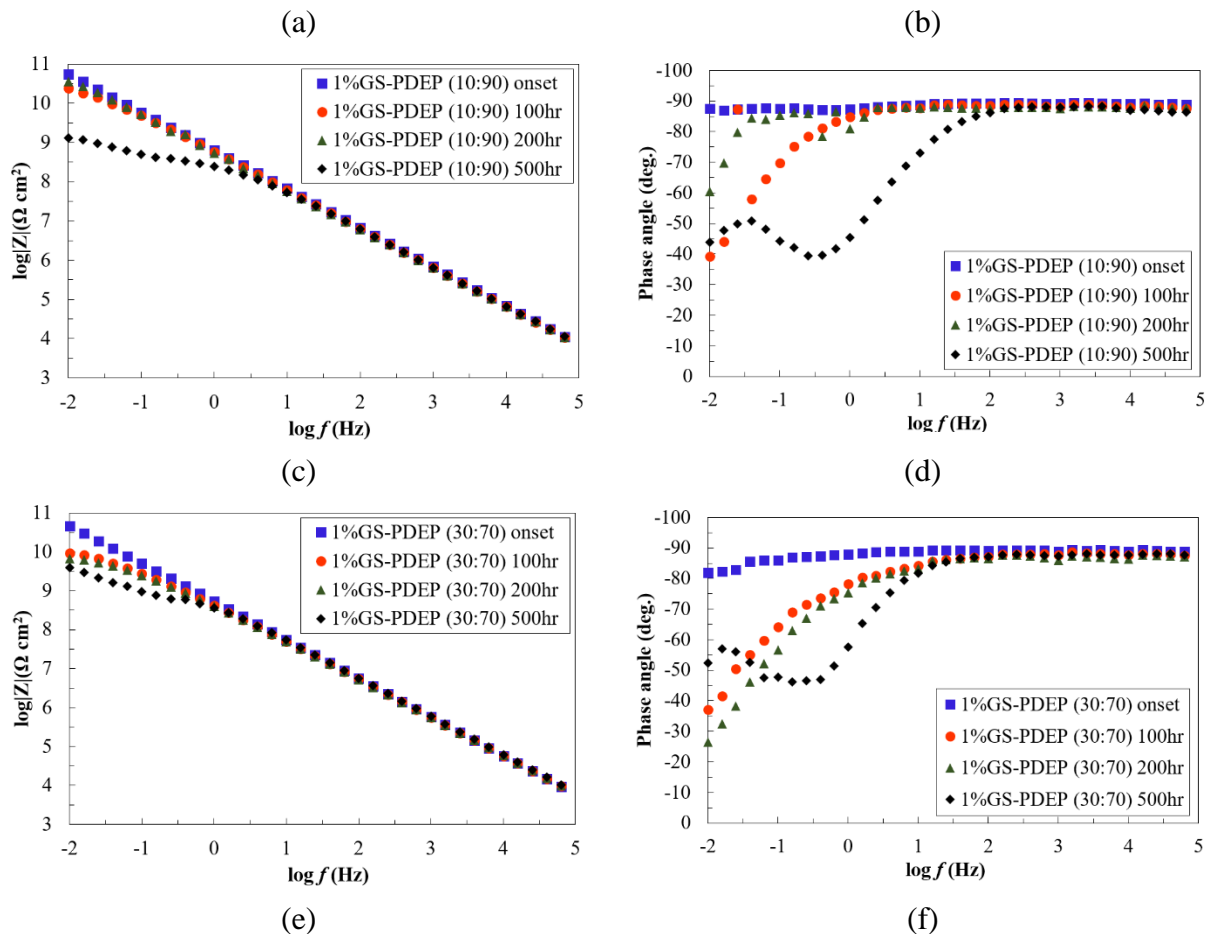 (a)
(b)
11
10
9
8
7
6
5
4
3
log|Z|(Ω cm²)
1%GS-PDEP (10:90) onset
1%GS-PDEP (10:90) 100hr
1%GS-PDEP (10:90) 200hr
1%GS-PDEP (10:90) 500hr
-2 -1 0 1 2 3 4 5
log f (Hz)
-100
-90
-80
-70
-60
-50
-40
-30
-20
-10
0
Phase angle (deg.)
1%GS-PDEP (10:90) onset
1%GS-PDEP (10:90) 100hr
1%GS-PDEP (10:90) 200hr
1%GS-PDEP (10:90) 500hr
-2 -1 0 1 2 3 4 5
log f (Hz)
(c)
(d)
11
10
9
8
7
6
5
4
3
log|Z|(Ω cm²)
1%GS-PDEP (30:70) onset
1%GS-PDEP (30:70) 100hr
1%GS-PDEP (30:70) 200hr
1%GS-PDEP (30:70) 500hr
-2 -1 0 1 2 3 4 5
log f (Hz)
-100
-90
-80
-70
-60
-50
-40
-30
-20
-10
0
Phase angle (deg.)
1%GS-PDEP (30:70) onset
1%GS-PDEP (30:70) 100hr
1%GS-PDEP (30:70) 200hr
1%GS-PDEP (30:70) 500hr
-2 -1 0 1 2 3 4 5
log f (Hz)
(e)
(f)